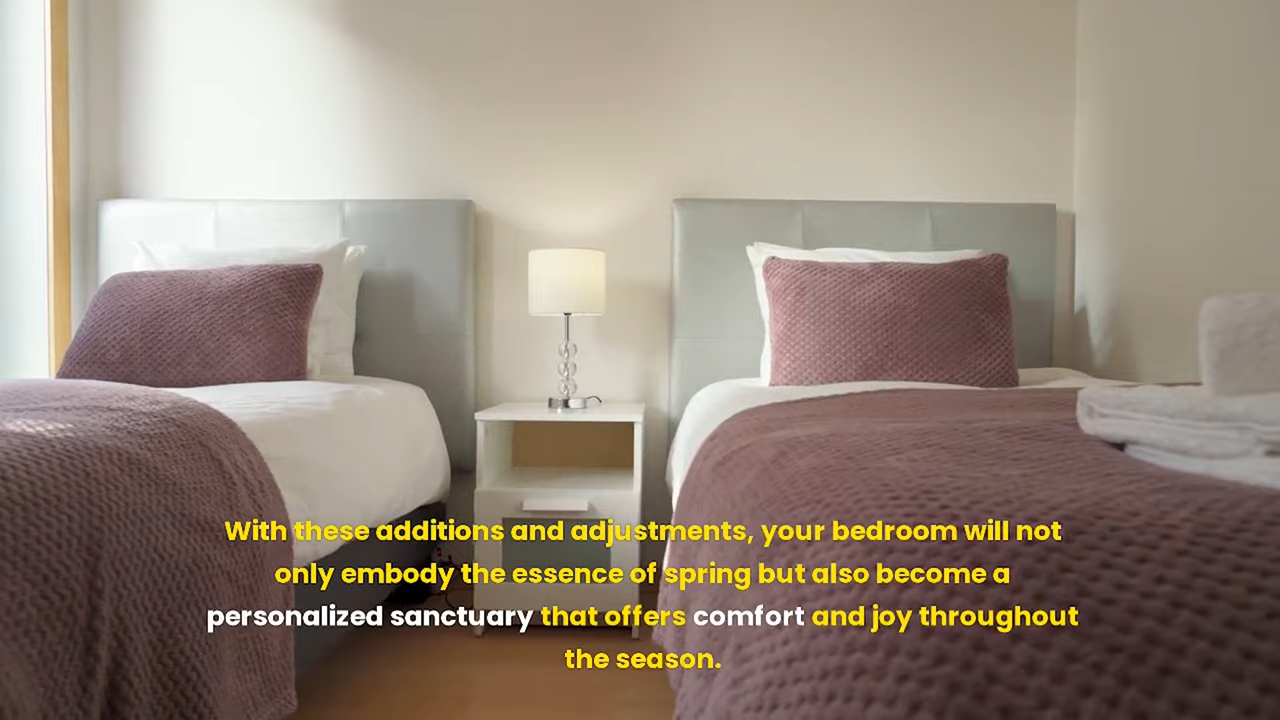 With these additions and adjustments, your bedroom will not
only embody the essence of spring but also become a
personalized sanctuary that offers comfort and joy throughout
the season.